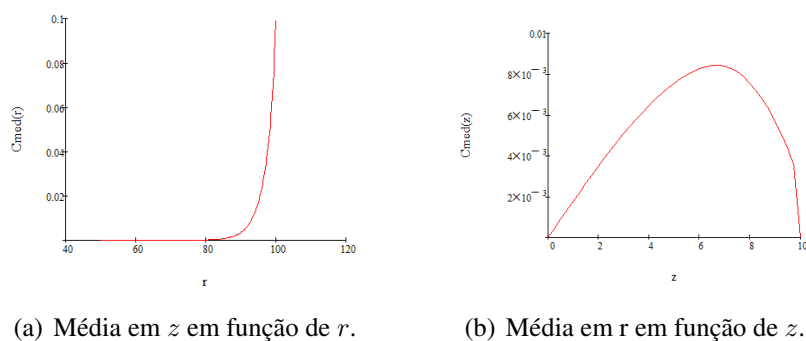 0.1
0.08
0.06
0.04
0.02
Cmed(r)
40 60 80 100 120
r
0.01
8×10⁻³
6×10⁻³
4×10⁻³
2×10⁻³
Cmed(z)
0 2 4 6 8 10
z
(a) Média em z em função de r.
(b) Média em r em função de z.